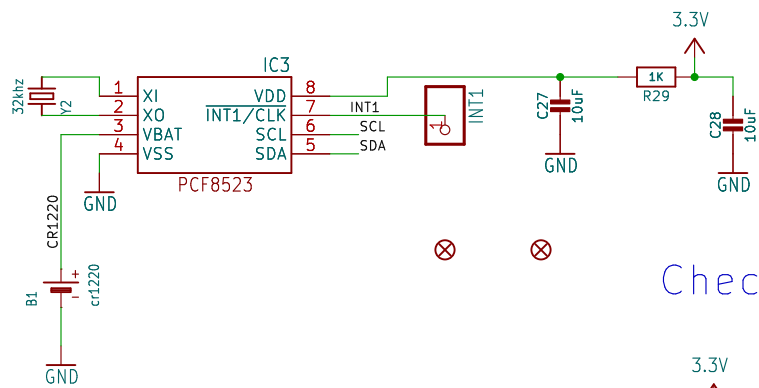 3.3V
IC3
32khz
Y2
1
XI
VDD
8
2
XO
INT1/CLK
7
INT1
3
VBAT
SCL
6
SCL
4
VSS
SDA
5
SDA
PCF8523
GND
1
INT1
C27
10uF
GND
1K
R29
C28
10uF
GND
CR1220
B1
+
-
cr1220
GND
Chec
3.3V